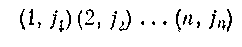 (1, j₁)(2, j₂) . . . (n, jₙ)